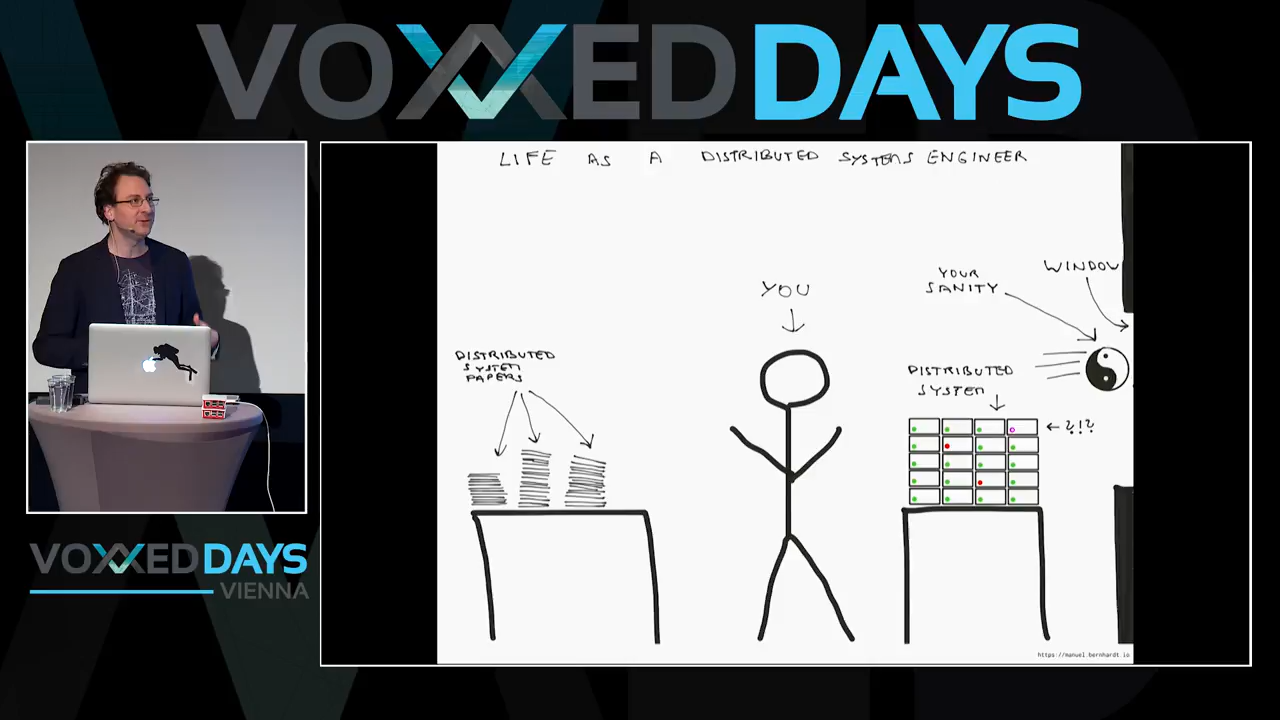 VOXXED DAYS
LIFE AS A DISTRIBUTED SYSTEMS ENGINEER
WINDOW
YOUR
SANITY
YOU
DISTRIBUTED
SYSTEM
PAPERS
DISTRIBUTED
SYSTEM
?!?
VOXXED DAYS
VIENNA
https://manuel.bernhardt.io